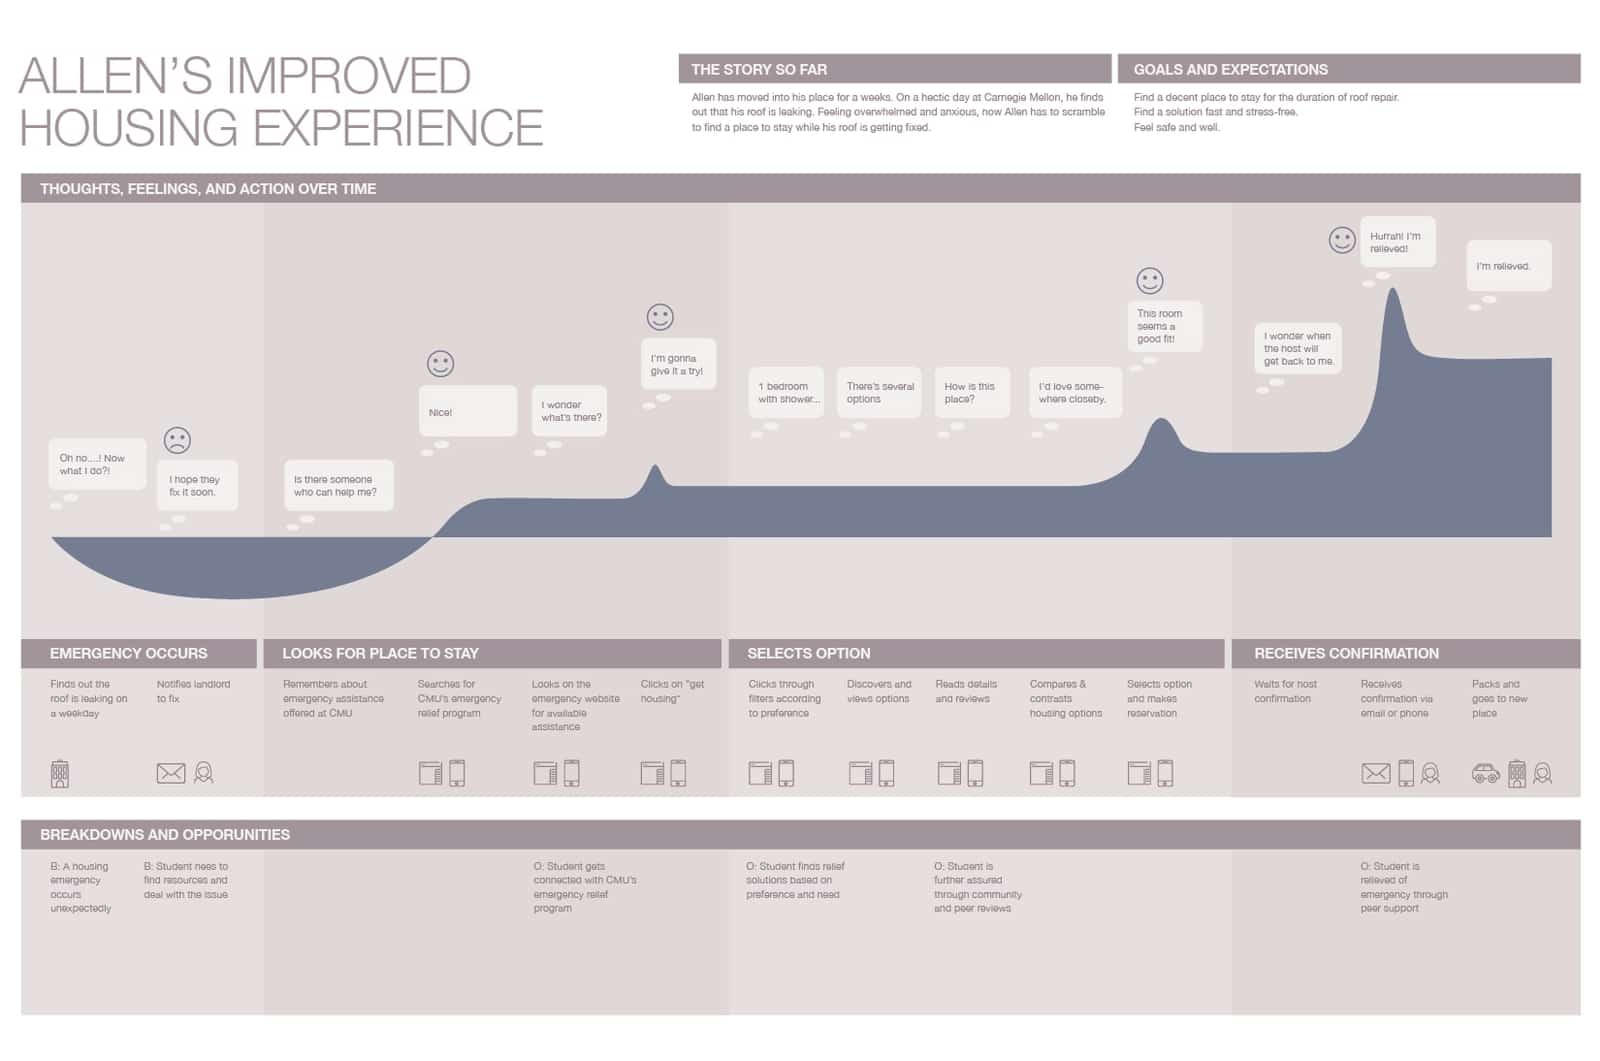 ALLEN'S IMPROVED
HOUSING EXPERIENCE
THE STORY SO FAR
Allen has moved into his place for a weeks. On a hectic day at Carnegie Mellon, he finds
out that his roof is leaking. Feeling overwhelmed and anxious, now Allen has to scramble
to find a place to stay while his roof is getting fixed.
GOALS AND EXPECTATIONS
Find a decent place to stay for the duration of roof repair.
Find a solution fast and stress-free.
Feel safe and well.
THOUGHTS, FEELINGS, AND ACTION OVER TIME
Oh no....! Now
what I do?!
I hope they
fix it soon.
Is there someone
who can help me?
Nice!
I wonder
what's there?
I'm gonna
give it a try!
1 bedroom
with shower...
There's several
options
How is this
place?
I'd love some-
where closeby.
This room
seems a
good fit!
I wonder when
the host will
get back to me.
Hurrah! I'm
relieved!
I'm relieved.
EMERGENCY OCCURS
Finds out the
roof is leaking on
a weekday
Notifies landlord
to fix
LOOKS FOR PLACE TO STAY
Remembers about
emergency assistance
offered at CMU
Searches for
CMU's emergency
relief program
Looks on the
emergency website
for available
assistance
Clicks on "get
housing"
SELECTS OPTION
Clicks through
filters according
to preference
Discovers and
views options
Reads details
and reviews
Compares &
contrasts
housing options
Selects option
and makes
reservation
RECEIVES CONFIRMATION
Waits for host
confirmation
Receives
confirmation via
email or phone
Packs and
goes to new
place
BREAKDOWNS AND OPPORUNITIES
B: A housing
emergency
occurs
unexpectedly
B: Student nees to
find resources and
deal with the issue
O: Student gets
connected with CMU's
emergency relief
program
O: Student finds relief
solutions based on
preference and need
O: Student is
further assured
through community
and peer reviews
O: Student is
relieved of
emergency through
peer support